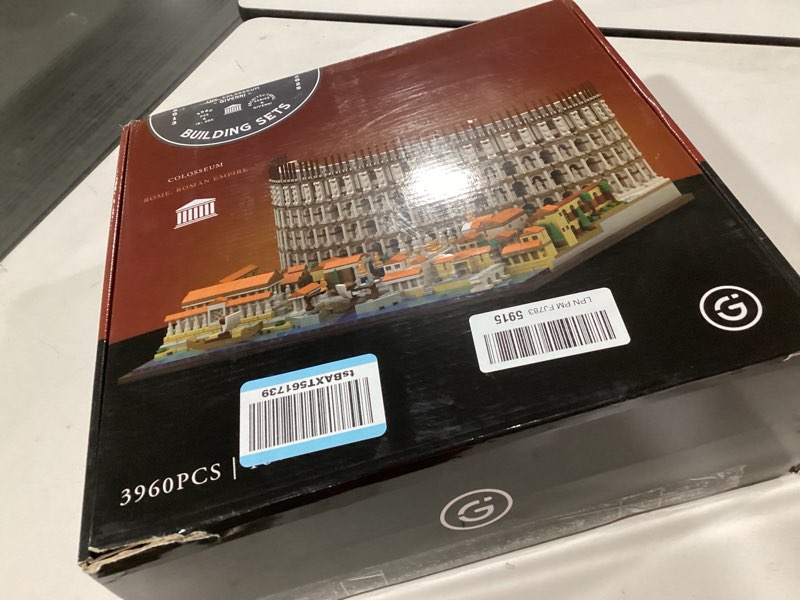 BUILDING SETS
COLOSSEUM
ROME, ROMAN EMPIRE
LPN PM FJ783
5915
tsBAXT561739
3960PCS |
G
G